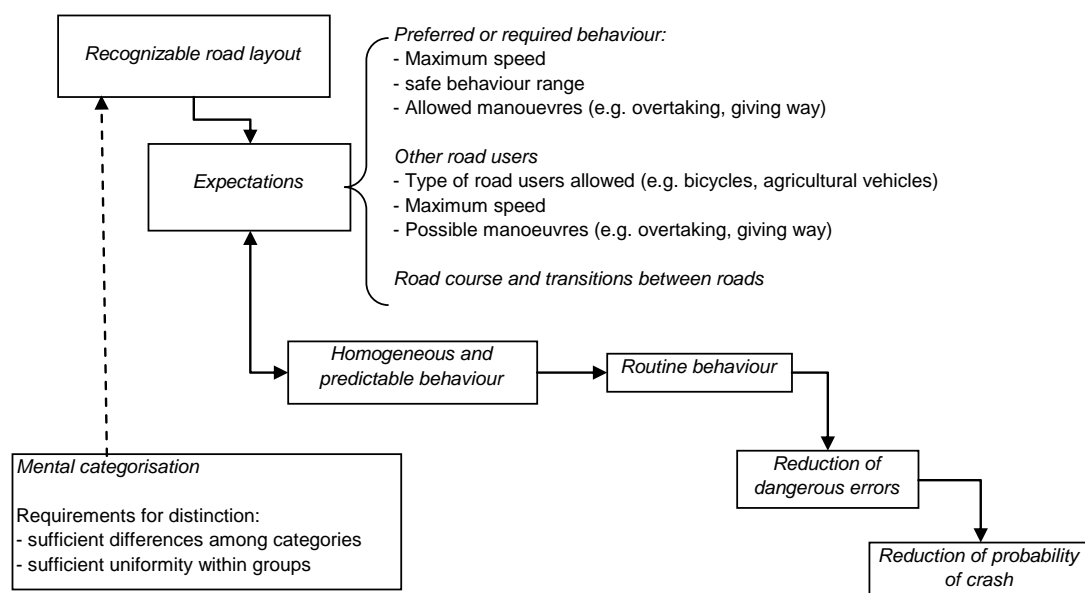 Recognizable road layout
Preferred or required behaviour:
- Maximum speed
- safe behaviour range
- Allowed manouevres (e.g. overtaking, giving way)
Expectations
Other road users
- Type of road users allowed (e.g. bicycles, agricultural vehicles)
- Maximum speed
- Possible manoeuvres (e.g. overtaking, giving way)
Road course and transitions between roads
Homogeneous and
predictable behaviour
Routine behaviour
Mental categorisation
Requirements for distinction:
- sufficient differences among categories
- sufficient uniformity within groups
Reduction of
dangerous errors
Reduction of probability
of crash